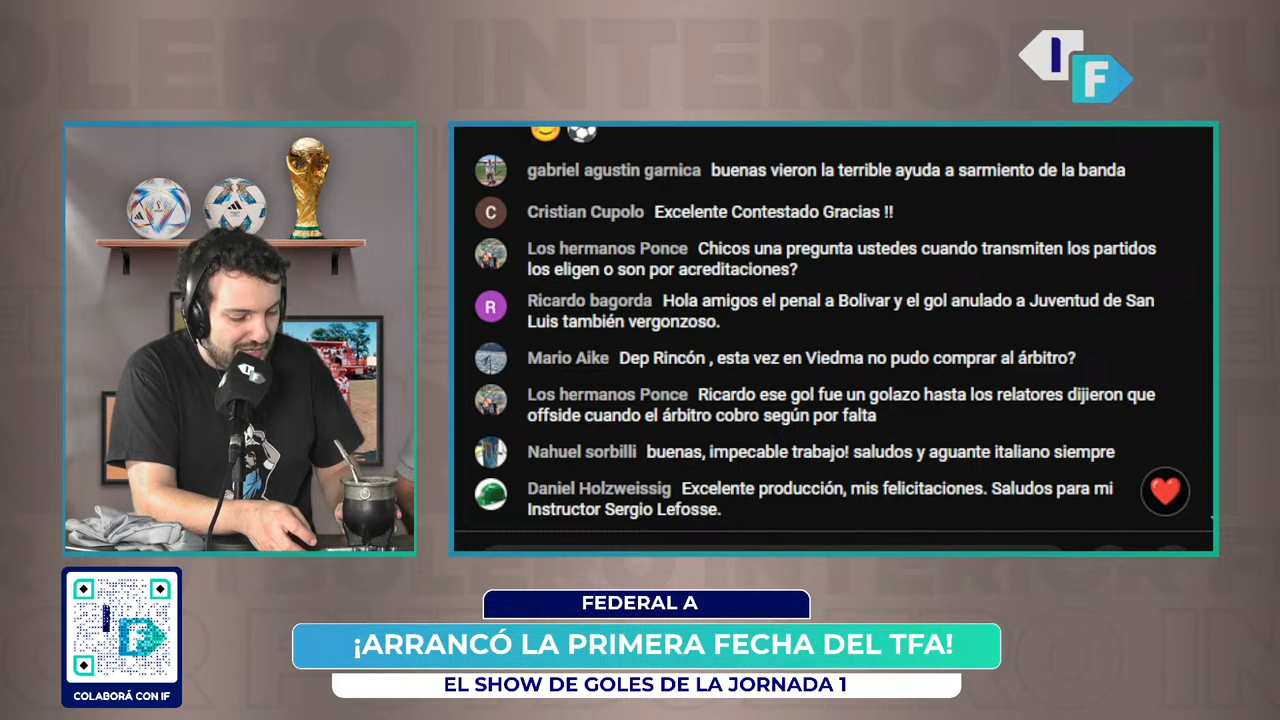 IF
gabriel agustin garnica buenas vieron la terrible ayuda a sarmiento de la banda
C
Cristian Cupolo Excelente Contestado Gracias !!
Los hermanos Ponce Chicos una pregunta ustedes cuando transmiten los partidos
los eligen o son por acreditaciones?
R
Ricardo bagorda Hola amigos el penal a Bolivar y el gol anulado a Juventud de San
Luis también vergonzoso.
Mario Aike Dep Rincón , esta vez en Viedma no pudo comprar al árbitro?
Los hermanos Ponce Ricardo ese gol fue un golazo hasta los relatores dijieron que
offside cuando el árbitro cobro según por falta
Nahuel sorbilli buenas, impecable trabajo! saludos y aguante italiano siempre
Daniel Holzweissig Excelente producción, mis felicitaciones. Saludos para mi
Instructor Sergio Lefosse.
COLABORÁ CON IF
FEDERAL A
¡ARRANCÓ LA PRIMERA FECHA DEL TFA!
EL SHOW DE GOLES DE LA JORNADA 1